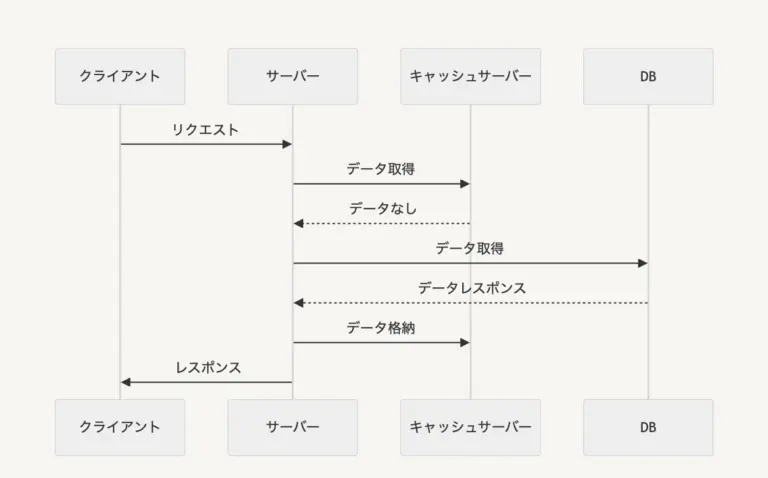 クライアント
サーバー
キャッシュサーバー
DB
リクエスト
データ取得
データなし
データ取得
データレスポンス
データ格納
レスポンス
クライアント
サーバー
キャッシュサーバー
DB